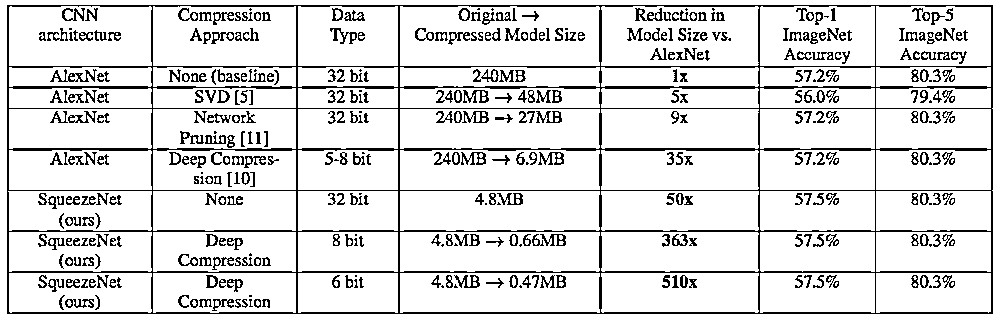 CNN architecture | Compression Approach | Data Type | Original → Compressed Model Size | Reduction in Model Size vs. AlexNet | Top-1 ImageNet Accuracy | Top-5 ImageNet Accuracy
AlexNet | None (baseline) | 32 bit | 240MB | 1x | 57.2% | 80.3%
AlexNet | SVD [5] | 32 bit | 240MB → 48MB | 5x | 56.0% | 79.4%
AlexNet | Network Pruning [11] | 32 bit | 240MB → 27MB | 9x | 57.2% | 80.3%
AlexNet | Deep Compres-sion [10] | 5-8 bit | 240MB → 6.9MB | 35x | 57.2% | 80.3%
SqueezeNet (ours) | None | 32 bit | 4.8MB | 50x | 57.5% | 80.3%
SqueezeNet (ours) | Deep Compression | 8 bit | 4.8MB → 0.66MB | 363x | 57.5% | 80.3%
SqueezeNet (ours) | Deep Compression | 6 bit | 4.8MB → 0.47MB | 510x | 57.5% | 80.3%